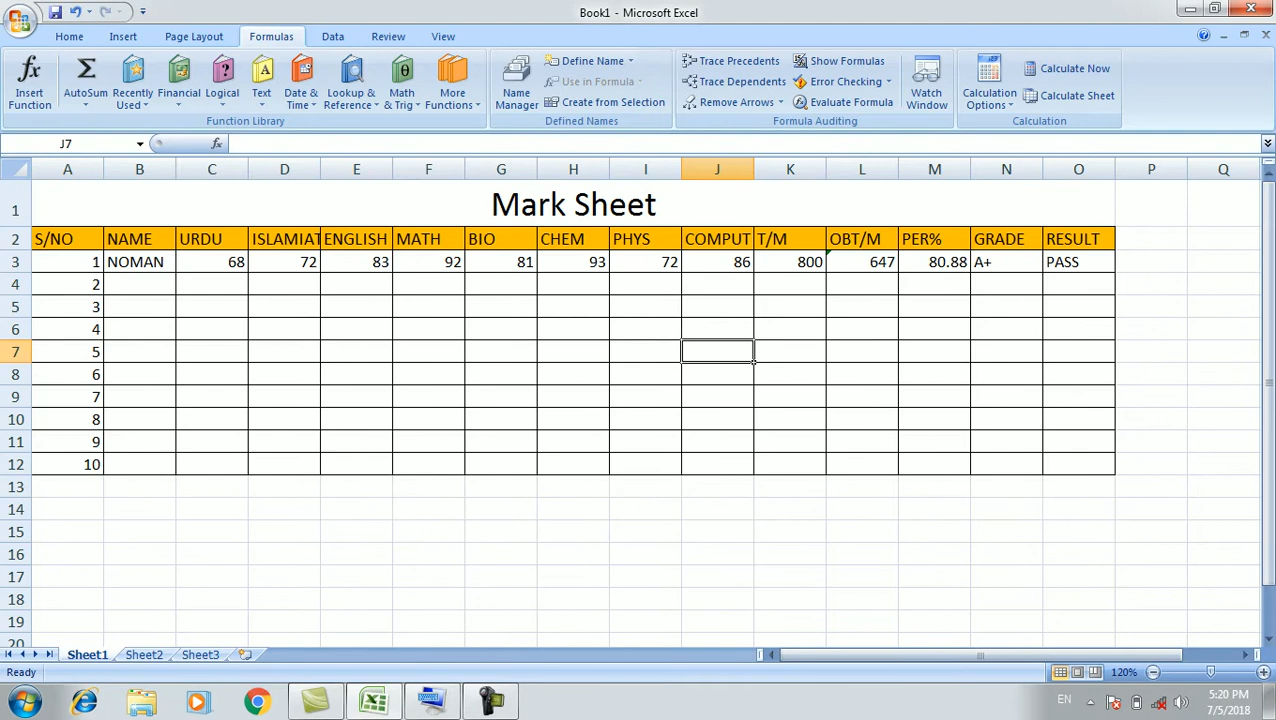 Book1 - Microsoft Excel
Home Insert Page Layout Formulas Data Review View
Insert Function AutoSum Recently Used Financial Logical Text Date & Time Lookup & Reference Math & Trig More Functions
Function Library
Name Manager Define Name Use in Formula Create from Selection
Defined Names
Trace Precedents Trace Dependents Remove Arrows Show Formulas Error Checking Evaluate Formula
Formula Auditing
Watch Window
Calculation Options Calculate Now Calculate Sheet
Calculation
J7 fx
A B C D E F G H I J K L M N O P Q
1 Mark Sheet
2 S/NO NAME URDU ISLAMIAT ENGLISH MATH BIO CHEM PHYS COMPUT T/M OBT/M PER% GRADE RESULT
3 1 NOMAN 68 72 83 92 81 93 72 86 800 647 80.88 A+ PASS
4 2
5 3
6 4
7 5
8 6
9 7
10 8
11 9
12 10
13
14
15
16
17
18
19
20
Sheet1 Sheet2 Sheet3
Ready 120%
EN 5:20 PM
7/5/2018